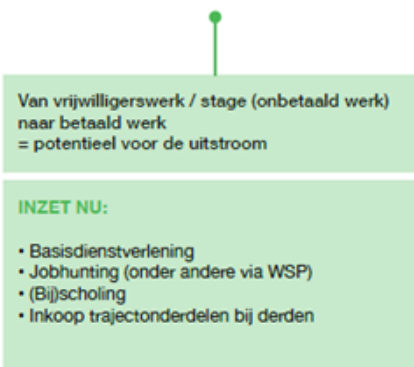 Van vrijwilligerswerk / stage (onbetaald werk)
naar betaald werk
= potentieel voor de uitstroom
INZET NU:
• Basisdienstverlening
• Jobhunting (onder andere via WSP)
• (Bij)scholing
• Inkoop trajectonderdelen bij derden